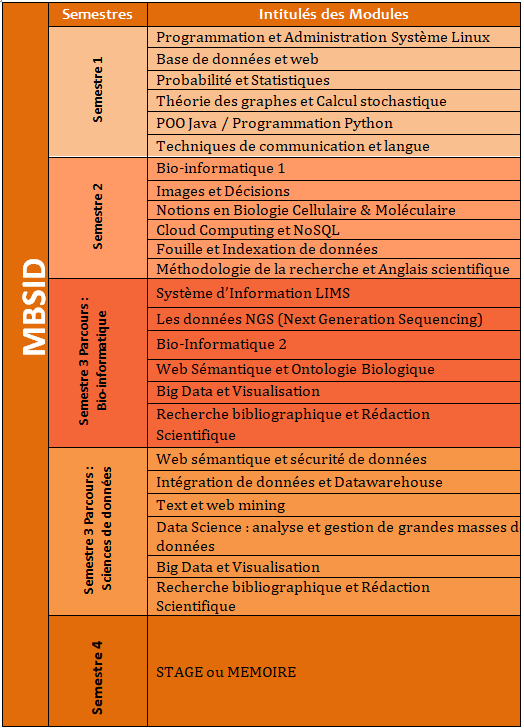 MBSID
Semestres
Intitulés des Modules
Semestre 1
Programmation et Administration Système Linux
Base de données et web
Probabilité et Statistiques
Théorie des graphes et Calcul stochastique
POO Java / Programmation Python
Techniques de communication et langue
Semestre 2
Bio-informatique 1
Images et Décisions
Notions en Biologie Cellulaire & Moléculaire
Cloud Computing et NoSQL
Fouille et Indexation de données
Méthodologie de la recherche et Anglais scientifique
Semestre 3 Parcours :
Bio-informatique
Système d'Information LIMS
Les données NGS (Next Generation Sequencing)
Bio-Informatique 2
Web Sémantique et Ontologie Biologique
Big Data et Visualisation
Recherche bibliographique et Rédaction
Scientifique
Semestre 3 Parcours :
Sciences de données
Web sémantique et sécurité de données
Intégration de données et Datawarehouse
Text et web mining
Data Science : analyse et gestion de grandes masses d
données
Big Data et Visualisation
Recherche bibliographique et Rédaction
Scientifique
Semestre 4
STAGE ou MEMOIRE